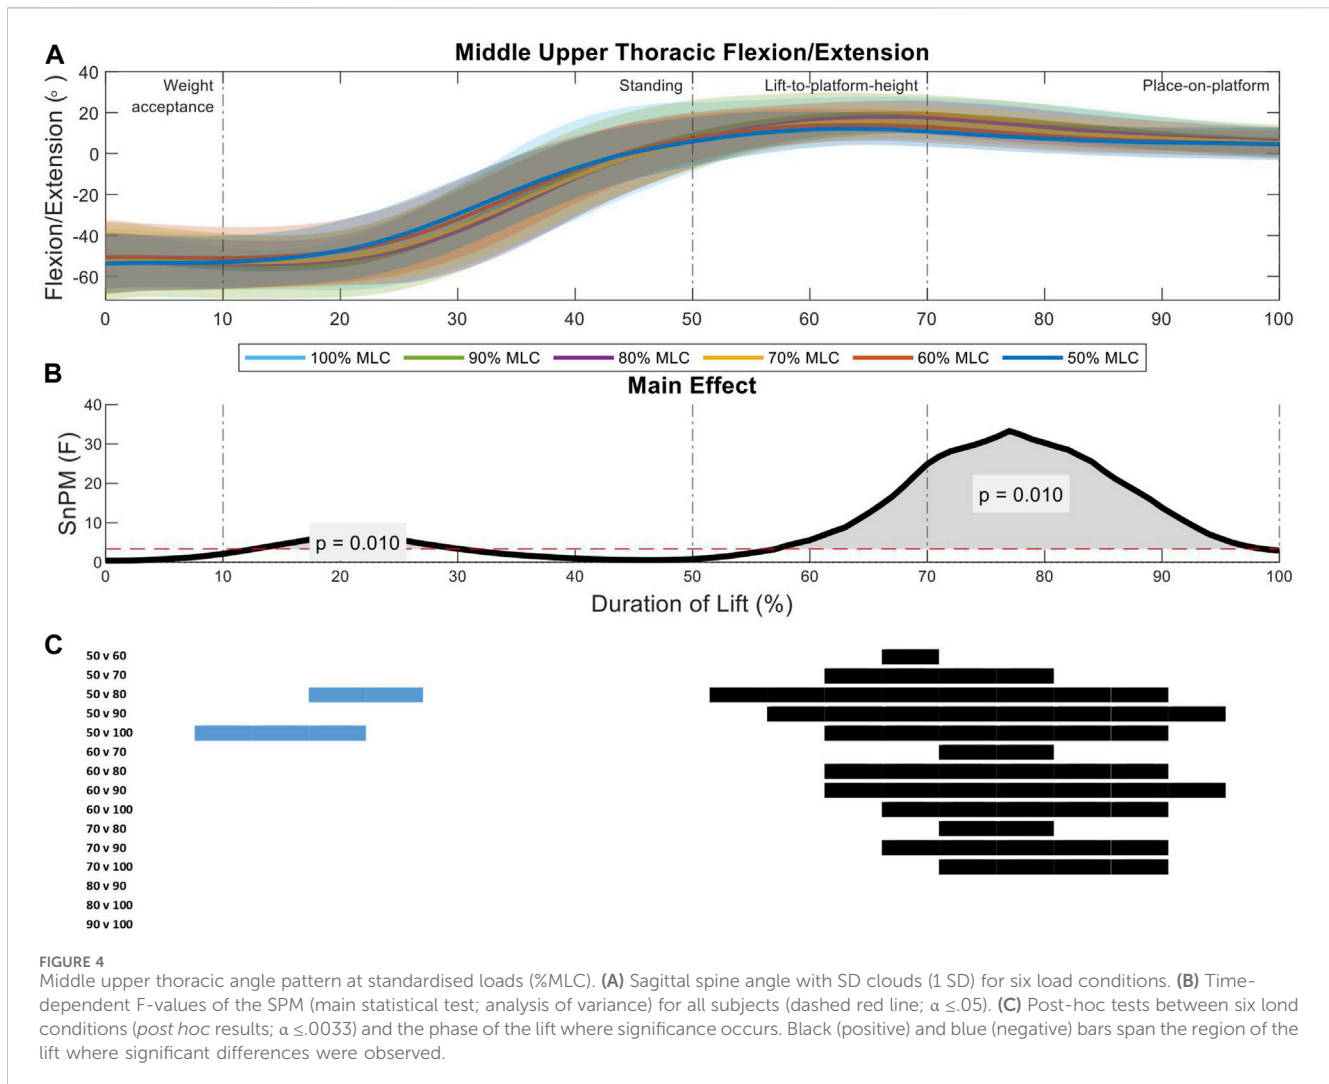 A
Middle Upper Thoracic Flexion/Extension
Flexion/Extension (°)
40
20
0
-20
-40
-60
Weight
acceptance
Standing
Lift-to-platform-height
Place-on-platform
0 10 20 30 40 50 60 70 80 90 100
100% MLC 90% MLC 80% MLC 70% MLC 60% MLC 50% MLC
B
Main Effect
SnPM (F)
40
30
20
10
0
p = 0.010
p = 0.010
0 10 20 30 40 50 60 70 80 90 100
Duration of Lift (%)
C
50 v 60
50 v 70
50 v 80
50 v 90
50 v 100
60 v 70
60 v 80
60 v 90
60 v 100
70 v 80
70 v 90
70 v 100
80 v 90
80 v 100
90 v 100
FIGURE 4
Middle upper thoracic angle pattern at standardised loads (%MLC). (A) Sagittal spine angle with SD clouds (1 SD) for six load conditions. (B) Time-
dependent F-values of the SPM (main statistical test; analysis of variance) for all subjects (dashed red line; α ≤.05). (C) Post-hoc tests between six lond
conditions (post hoc results; α ≤.0033) and the phase of the lift where significance occurs. Black (positive) and blue (negative) bars span the region of the
lift where significant differences were observed.